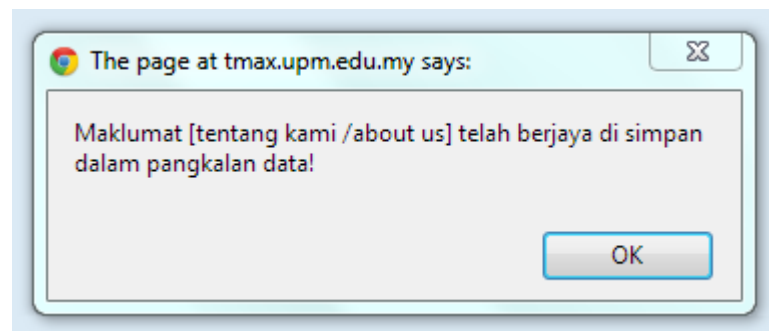 The page at tmax.upm.edu.my says:
Maklumat [tentang kami /about us] telah berjaya di simpan
dalam pangkalan data!
OK